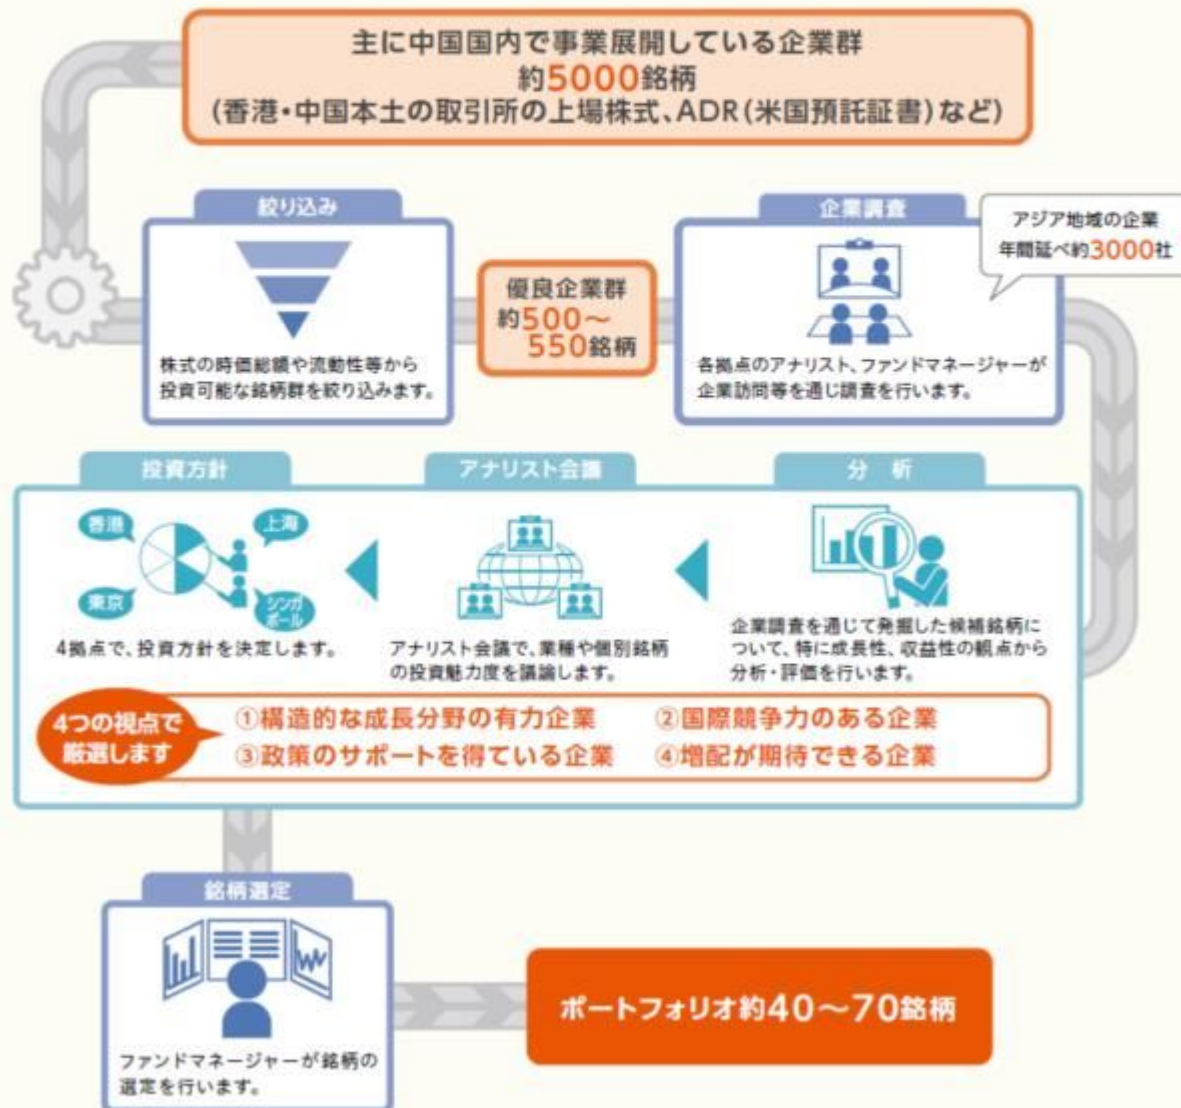 主に中国国内で事業展開している企業群
約5000銘柄
(香港・中国本土の取引所の上場株式、ADR(米国預託証書)など)
絞り込み
株式の時価総額や流動性等から
投資可能な銘柄群を絞り込みます。
優良企業群
約500～
550銘柄
企業調査
アジア地域の企業
年間延べ約3000社
各拠点のアナリスト、ファンドマネージャーが
企業訪問等を通じ調査を行います。
分 析
企業調査を通じて発掘した候補銘柄に
ついて、特に成長性、収益性の観点から
分析・評価を行います。
アナリスト会議
アナリスト会議で、業種や個別銘柄
の投資魅力度を議論します。
投資方針
香港
上海
東京
シンガ
ポール
4拠点で、投資方針を決定します。
4つの視点で
厳選します
①構造的な成長分野の有力企業 ②国際競争力のある企業
③政策のサポートを得ている企業 ④増配が期待できる企業
銘柄選定
ファンドマネージャーが銘柄の
選定を行います。
ポートフォリオ約40～70銘柄